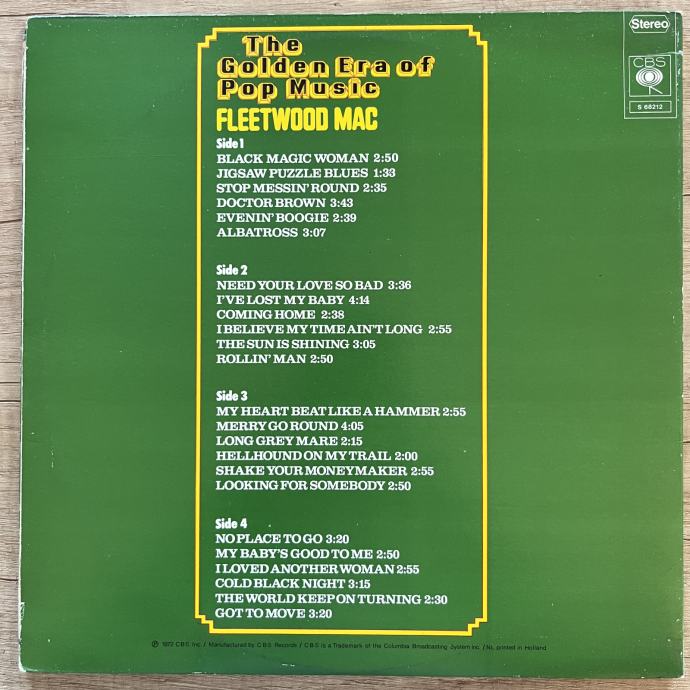 The
Golden Era of
Pop Music
FLEETWOOD MAC
Stereo
CBS
S 68212
Side 1
BLACK MAGIC WOMAN 2:50
JIGSAW PUZZLE BLUES 1:33
STOP MESSIN' ROUND 2:35
DOCTOR BROWN 3:43
EVENIN' BOOGIE 2:39
ALBATROSS 3:07
Side 2
NEED YOUR LOVE SO BAD 3:36
I'VE LOST MY BABY 4:14
COMING HOME 2:38
I BELIEVE MY TIME AIN'T LONG 2:55
THE SUN IS SHINING 3:05
ROLLIN' MAN 2:50
Side 3
MY HEART BEAT LIKE A HAMMER 2:55
MERRY GO ROUND 4:05
LONG GREY MARE 2:15
HELLHOUND ON MY TRAIL 2:00
SHAKE YOUR MONEYMAKER 2:55
LOOKING FOR SOMEBODY 2:50
Side 4
NO PLACE TO GO 3:20
MY BABY'S GOOD TO ME 2:50
I LOVED ANOTHER WOMAN 2:55
COLD BLACK NIGHT 3:15
THE WORLD KEEP ON TURNING 2:30
GOT TO MOVE 3:20
℗ 1972 CBS Inc. / Manufactured by CBS Records / CBS is a Trademark of the Columbia Broadcasting System Inc. / NL printed in Holland